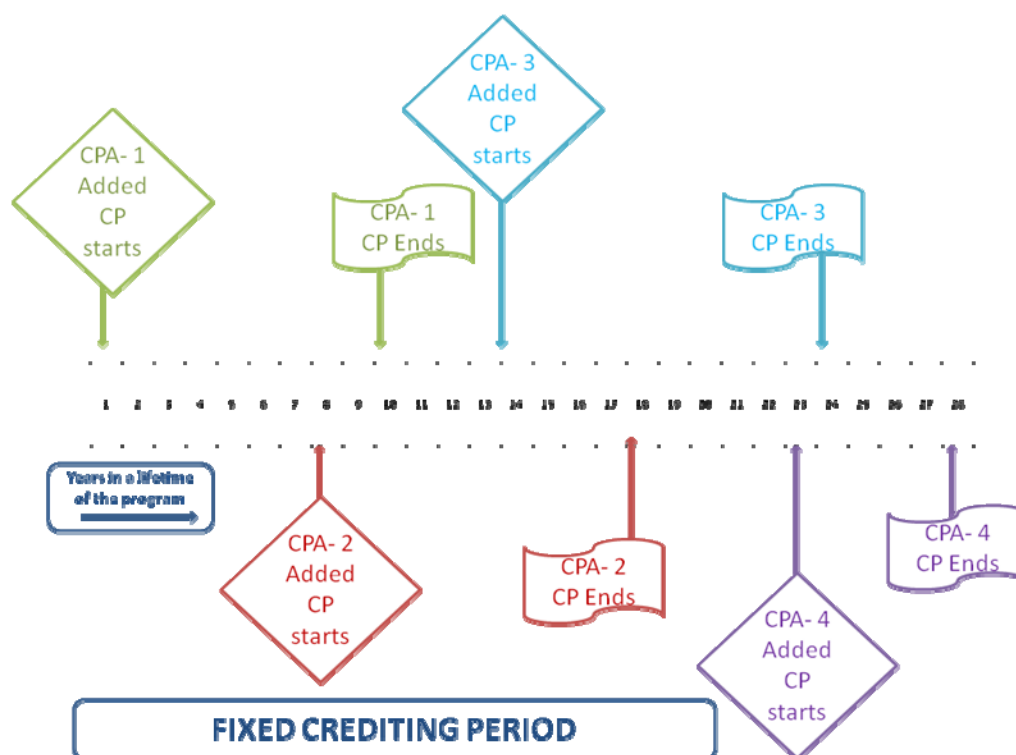 CPA- 3
Added
CP
starts
CPA- 1
Added
CP
starts
CPA- 1
CP Ends
CPA- 3
CP Ends
1 2 3 4 5 6 7 8 9 10 11 12 13 14 15 16 17 18 19 20 21 22 23 24 25 26 27 28
Years in a lifetime
of the program
CPA- 2
Added
CP
starts
CPA- 2
CP Ends
CPA- 4
CP Ends
CPA- 4
Added
CP
starts
FIXED CREDITING PERIOD